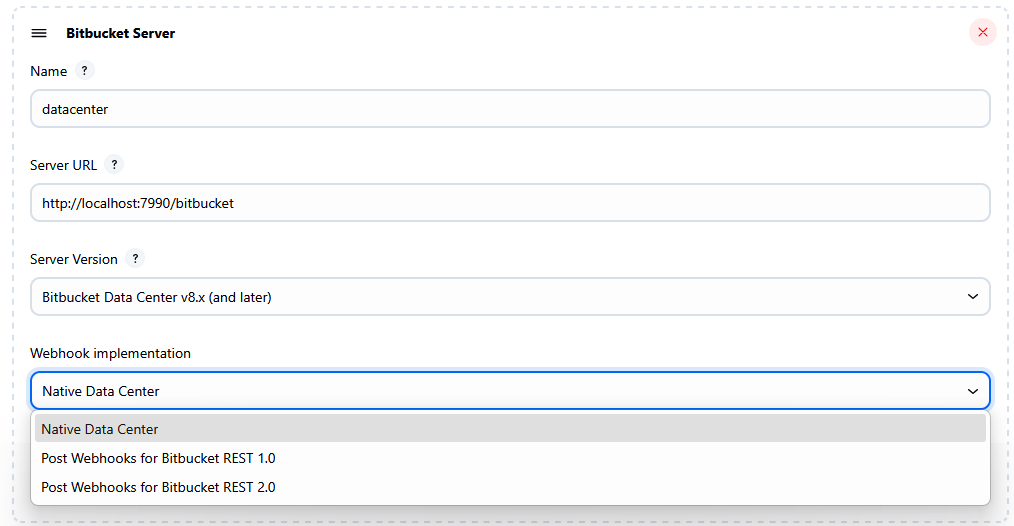 Bitbucket Server
Name ?
datacenter
Server URL ?
http://localhost:7990/bitbucket
Server Version ?
Bitbucket Data Center v8.x (and later)
Webhook implementation
Native Data Center
Native Data Center
Post Webhooks for Bitbucket REST 1.0
Post Webhooks for Bitbucket REST 2.0